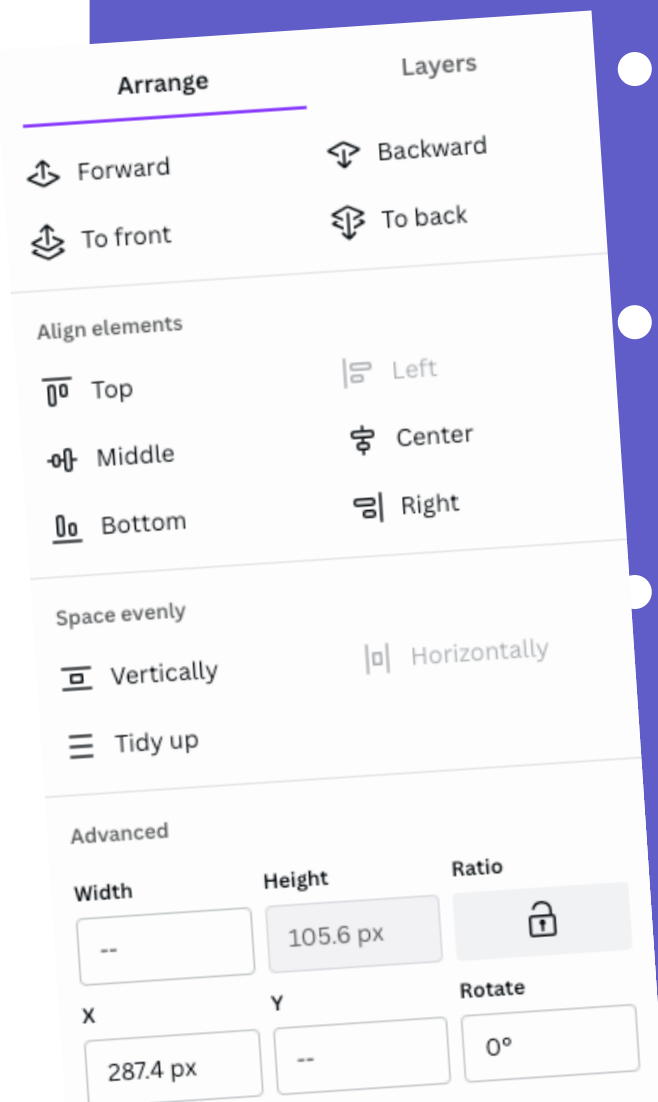 Arrange Layers
Forward Backward
To front To back
Align elements
Top Left
Middle Center
Bottom Right
Space evenly
Vertically Horizontally
Tidy up
Advanced
Width Height Ratio
-- 105.6 px
X Y Rotate
287.4 px -- 0°